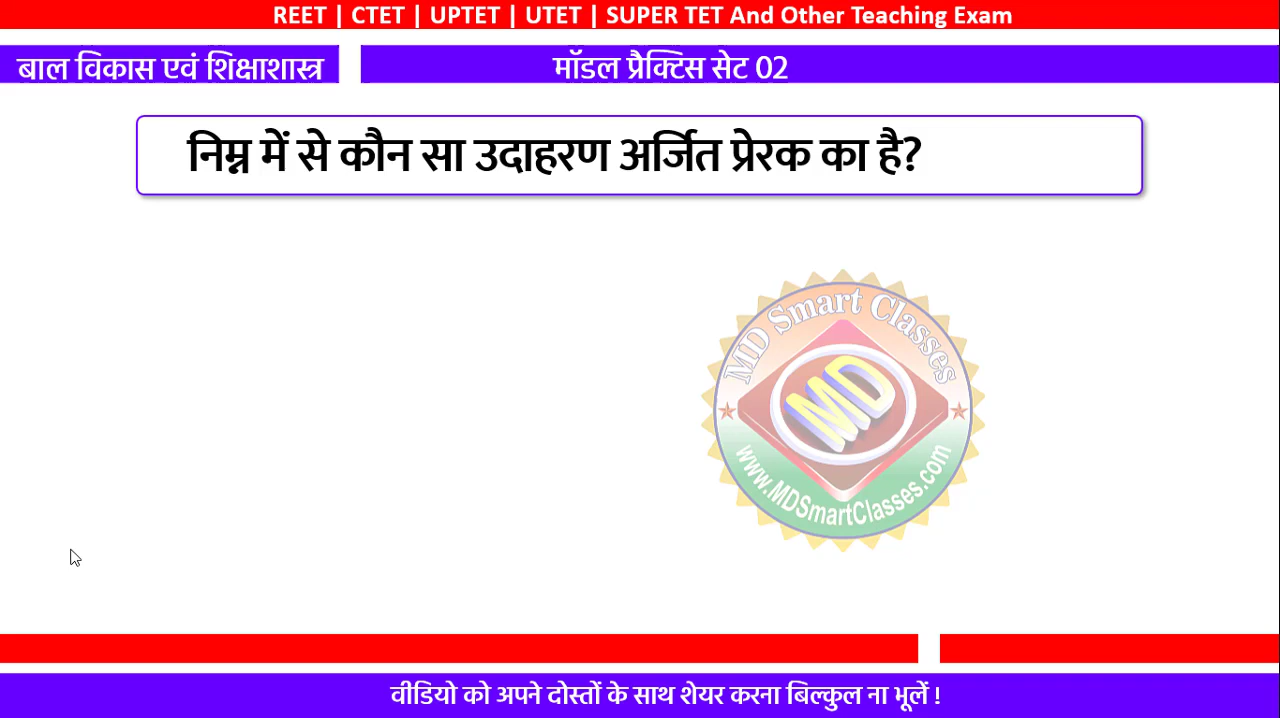 REET | CTET | UPTET | UTET | SUPER TET And Other Teaching Exam
बाल विकास एवं शिक्षाशास्त्र
मॉडल प्रैक्टिस सेट 02
निम्न में से कौन सा उदाहरण अर्जित प्रेरक का है?
MD Smart Classes
MD
www.MDSmartClasses.com
वीडियो को अपने दोस्तों के साथ शेयर करना बिल्कुल ना भूलें !